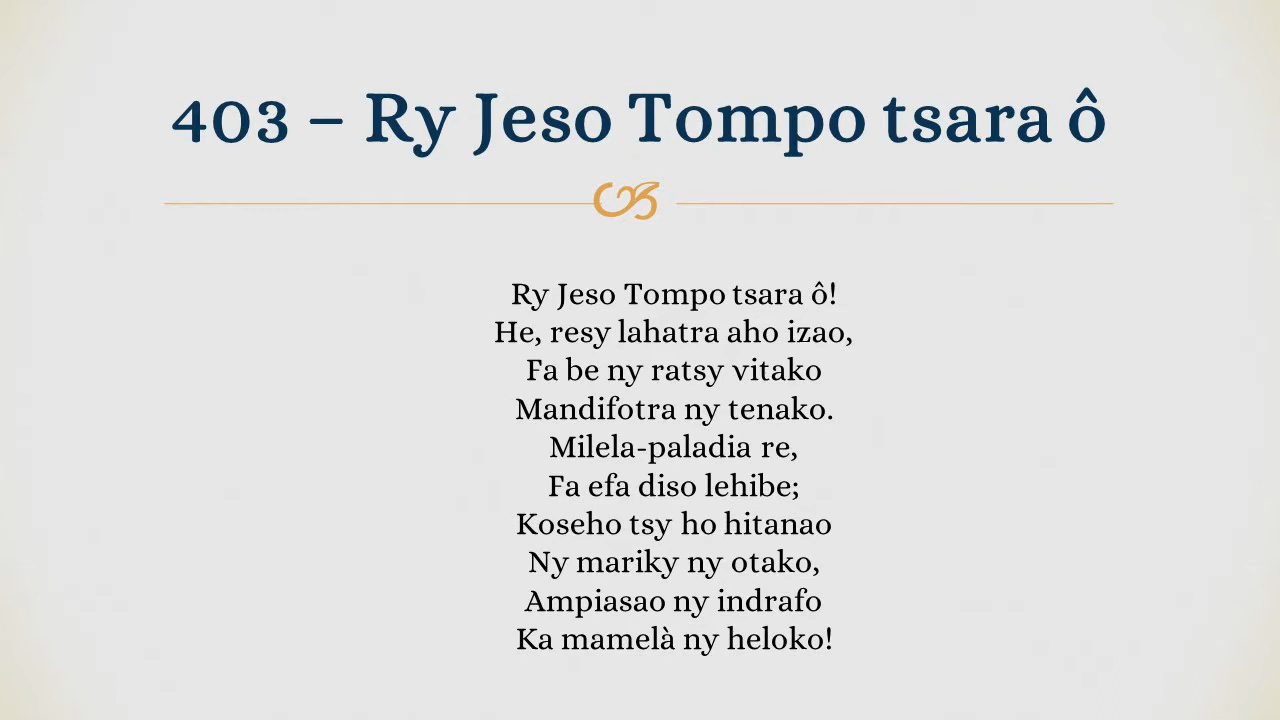 403 – Ry Jeso Tompo tsara ô
Ry Jeso Tompo tsara ô!
He, resy lahatra aho izao,
Fa be ny ratsy vitako
Mandifotra ny tenako.
Milela-paladia re,
Fa efa diso lehibe;
Koseho tsy ho hitanao
Ny mariky ny otako,
Ampiasao ny indrafo
Ka mamelà ny heloko!